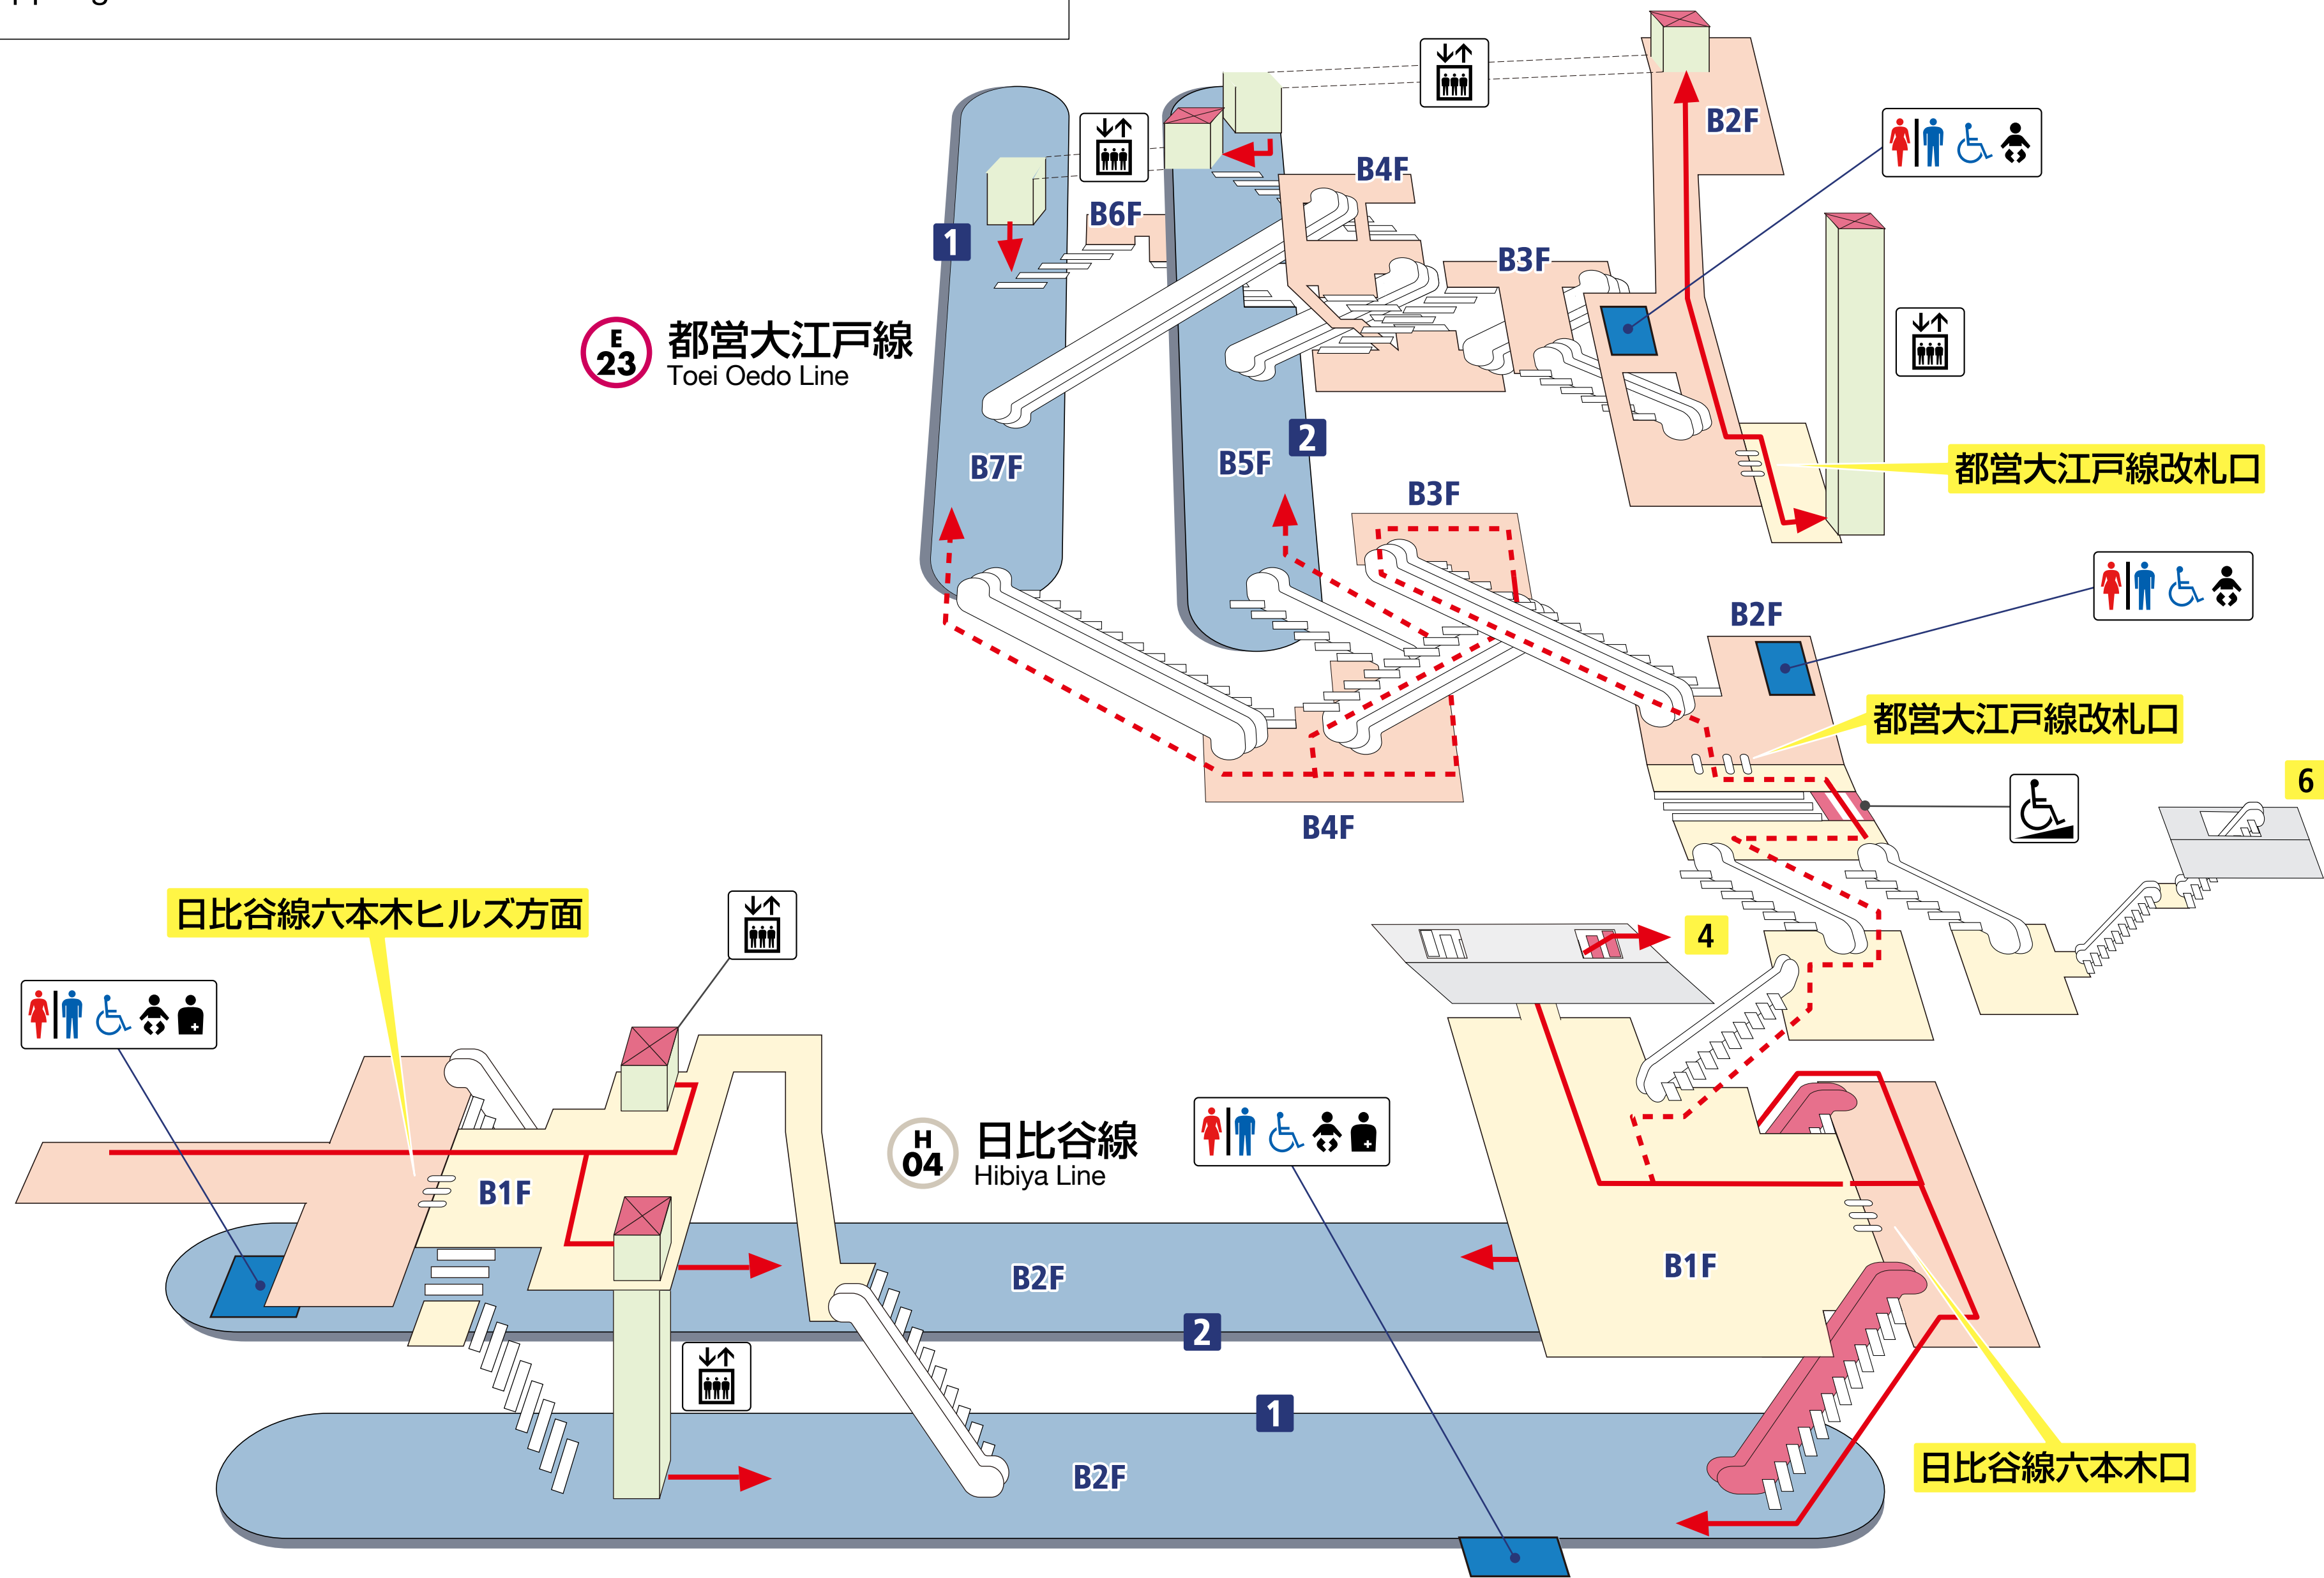 B2F
B4F
B6F
1
B3F
E
23
都営大江戸線
Toei Oedo Line
2
B7F
B5F
都営大江戸線改札口
B3F
B2F
都営大江戸線改札口
6
B4F
日比谷線六本木ヒルズ方面
4
H
04
日比谷線
Hibiya Line
B1F
B2F
B1F
2
1
B2F
日比谷線六本木口